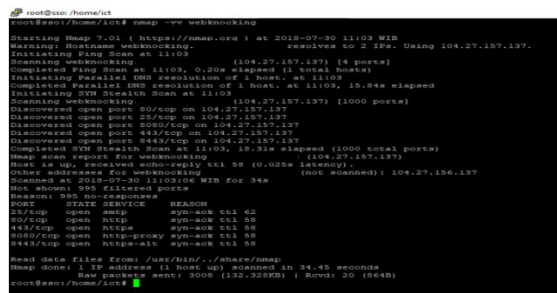 root@sso: /home/ict
root@sso:/home/ict# nmap -vv webknocking
Starting Nmap 7.01 ( https://nmap.org ) at 2018-07-30 11:03 WIB
Warning: Hostname webknocking. resolves to 2 IPs. Using 104.27.157.137.
Initiating Ping Scan at 11:03
Scanning webknocking. (104.27.157.137) [4 ports]
Completed Ping Scan at 11:03, 0.20s elapsed (1 total hosts)
Initiating Parallel DNS resolution of 1 host. at 11:03
Completed Parallel DNS resolution of 1 host. at 11:03, 15.84s elapsed
Initiating SYN Stealth Scan at 11:03
Scanning webknocking. (104.27.157.137) [1000 ports]
Discovered open port 80/tcp on 104.27.157.137
Discovered open port 25/tcp on 104.27.157.137
Discovered open port 8080/tcp on 104.27.157.137
Discovered open port 443/tcp on 104.27.157.137
Discovered open port 8443/tcp on 104.27.157.137
Completed SYN Stealth Scan at 11:03, 18.31s elapsed (1000 total ports)
Nmap scan report for webknocking (104.27.157.137)
Host is up, received echo-reply ttl 58 (0.025s latency).
Other addresses for webknocking (not scanned): 104.27.156.137
Scanned at 2018-07-30 11:03:06 WIB for 34s
Not shown: 995 filtered ports
Reason: 995 no-responses
PORT STATE SERVICE REASON
25/tcp open smtp syn-ack ttl 62
80/tcp open http syn-ack ttl 58
443/tcp open https syn-ack ttl 58
8080/tcp open http-proxy syn-ack ttl 58
8443/tcp open https-alt syn-ack ttl 58
Read data files from: /usr/bin/../share/nmap
Nmap done: 1 IP address (1 host up) scanned in 34.45 seconds
Raw packets sent: 3008 (132.328KB) | Rcvd: 20 (864B)
root@sso:/home/ict#